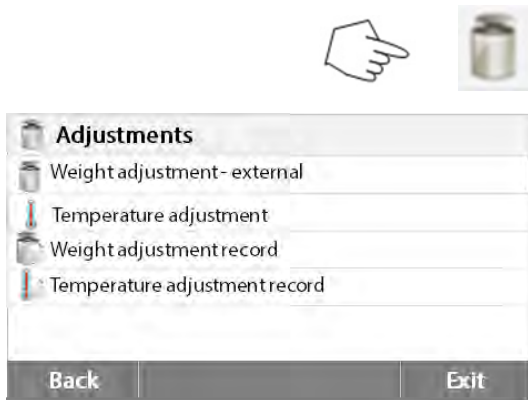 Adjustments
Weight adjustment - external
Temperature adjustment
Weight adjustment record
Temperature adjustment record
Back Exit